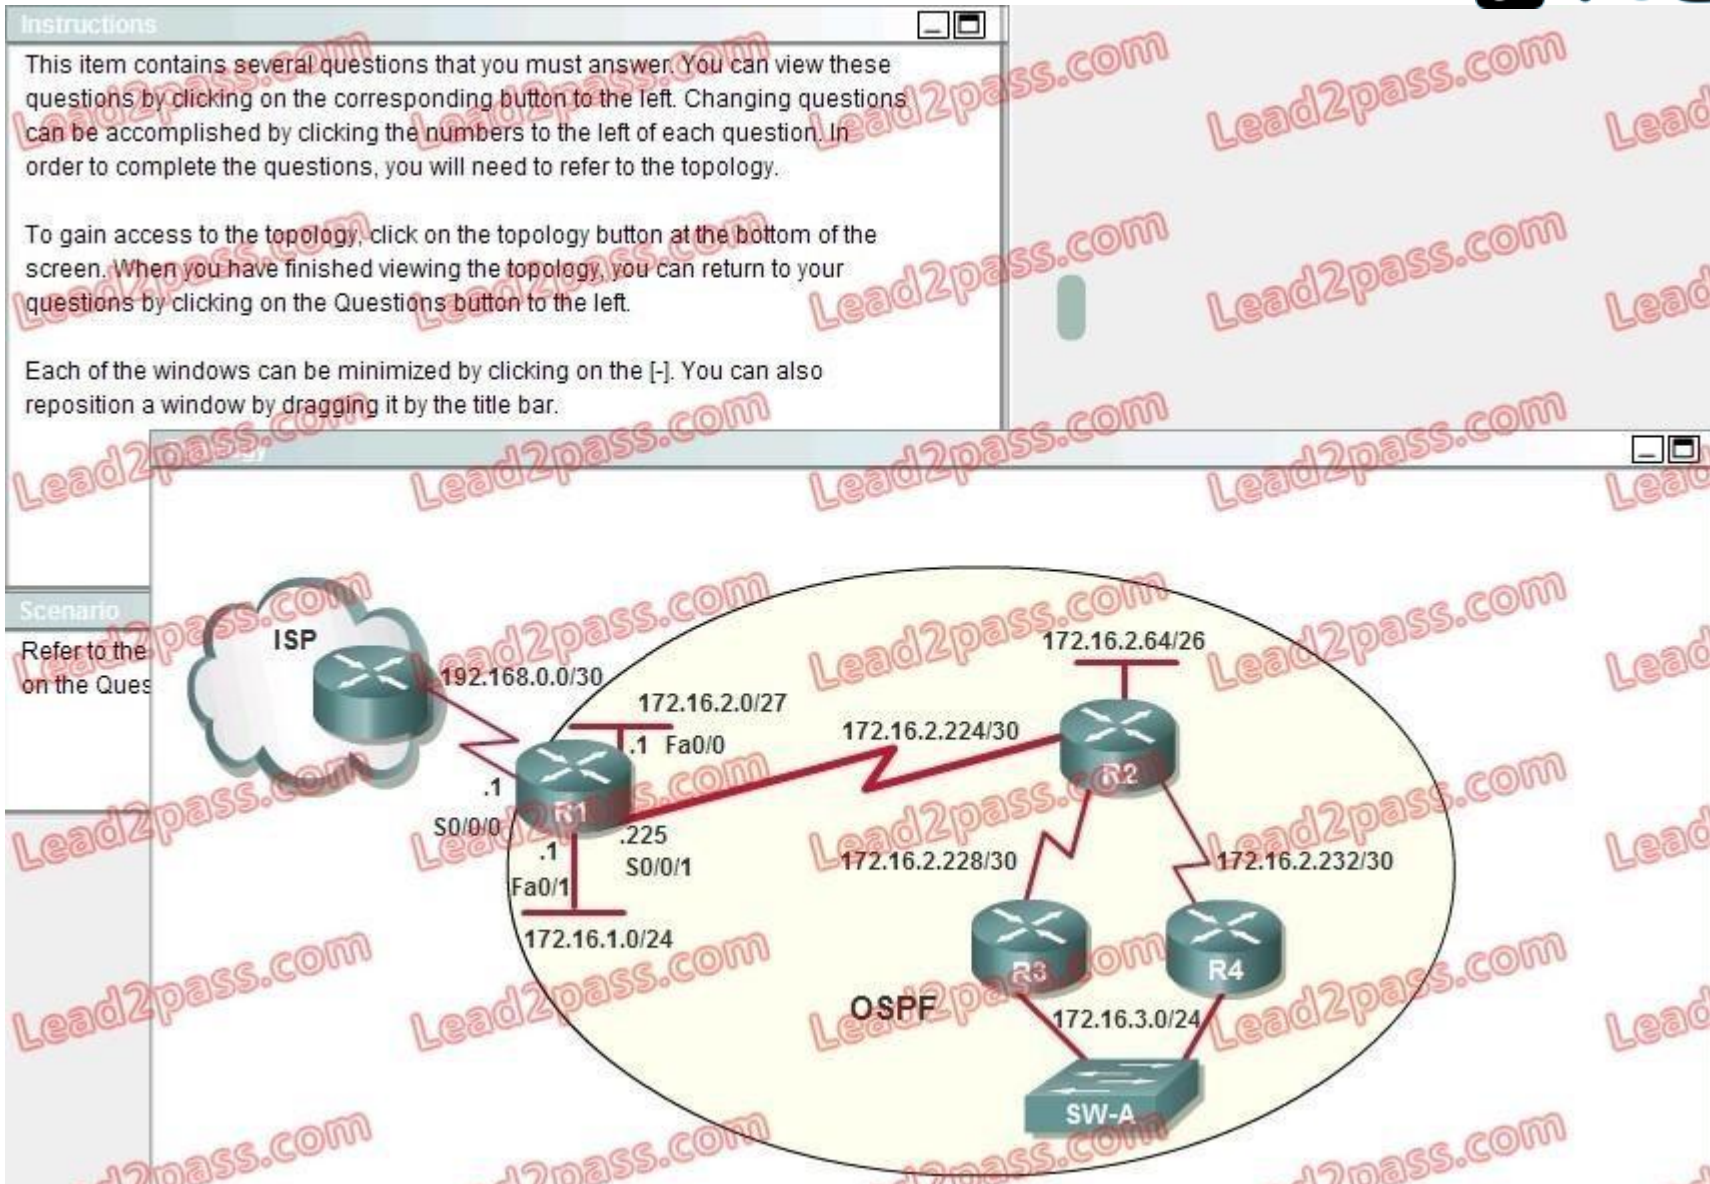 Instructions
This item contains several questions that you must answer. You can view these
questions by clicking on the corresponding button to the left. Changing questions
can be accomplished by clicking the numbers to the left of each question. In
order to complete the questions, you will need to refer to the topology.
To gain access to the topology, click on the topology button at the bottom of the
screen. When you have finished viewing the topology, you can return to your
questions by clicking on the Questions button to the left.
Each of the windows can be minimized by clicking on the [-]. You can also
reposition a window by dragging it by the title bar.
Scenario
Refer to the
on the Ques
ISP
192.168.0.0/30
172.16.2.0/27
.1 Fa0/0
172.16.2.64/26
172.16.2.224/30
R2
.1
S0/0/0
R1
.225
S0/0/1
.1
Fa0/1
172.16.1.0/24
172.16.2.228/30
172.16.2.232/30
R3
R4
OSPF
172.16.3.0/24
SW-A
Lead2pass.com